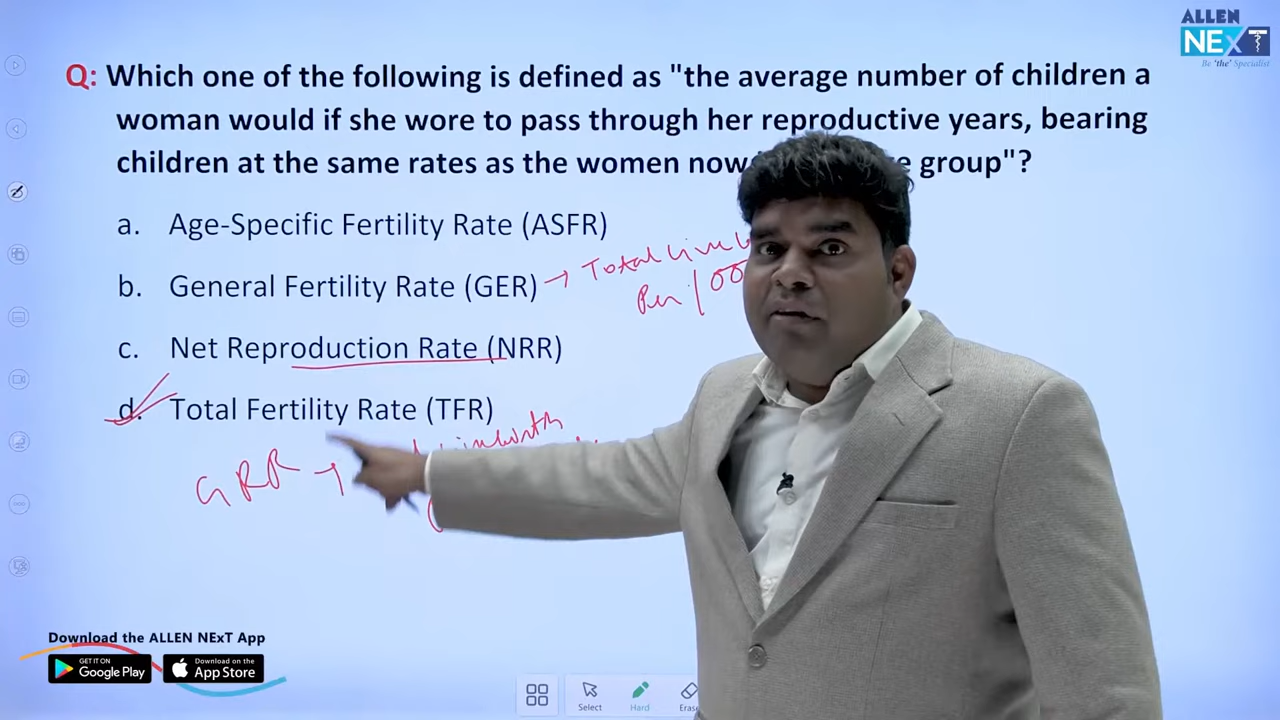 ALLEN
NExT
Be 'the' Specialist
Q: Which one of the following is defined as "the average number of children a
woman would if she wore to pass through her reproductive years, bearing
children at the same rates as the women now group"?
a. Age-Specific Fertility Rate (ASFR)
b. General Fertility Rate (GER) → Total Live
Per 1000
c. Net Reproduction Rate (NRR)
d. Total Fertility Rate (TFR)
GRR →
Download the ALLEN NExT App
GET IT ON
Google Play
Download on the
App Store
Select
Hard
Erase